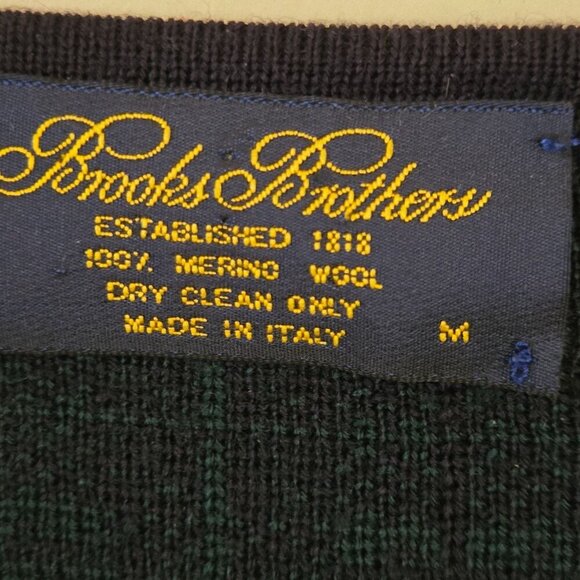 Brooks Brothers
ESTABLISHED 1818
100% MERINO WOOL
DRY CLEAN ONLY
MADE IN ITALY M